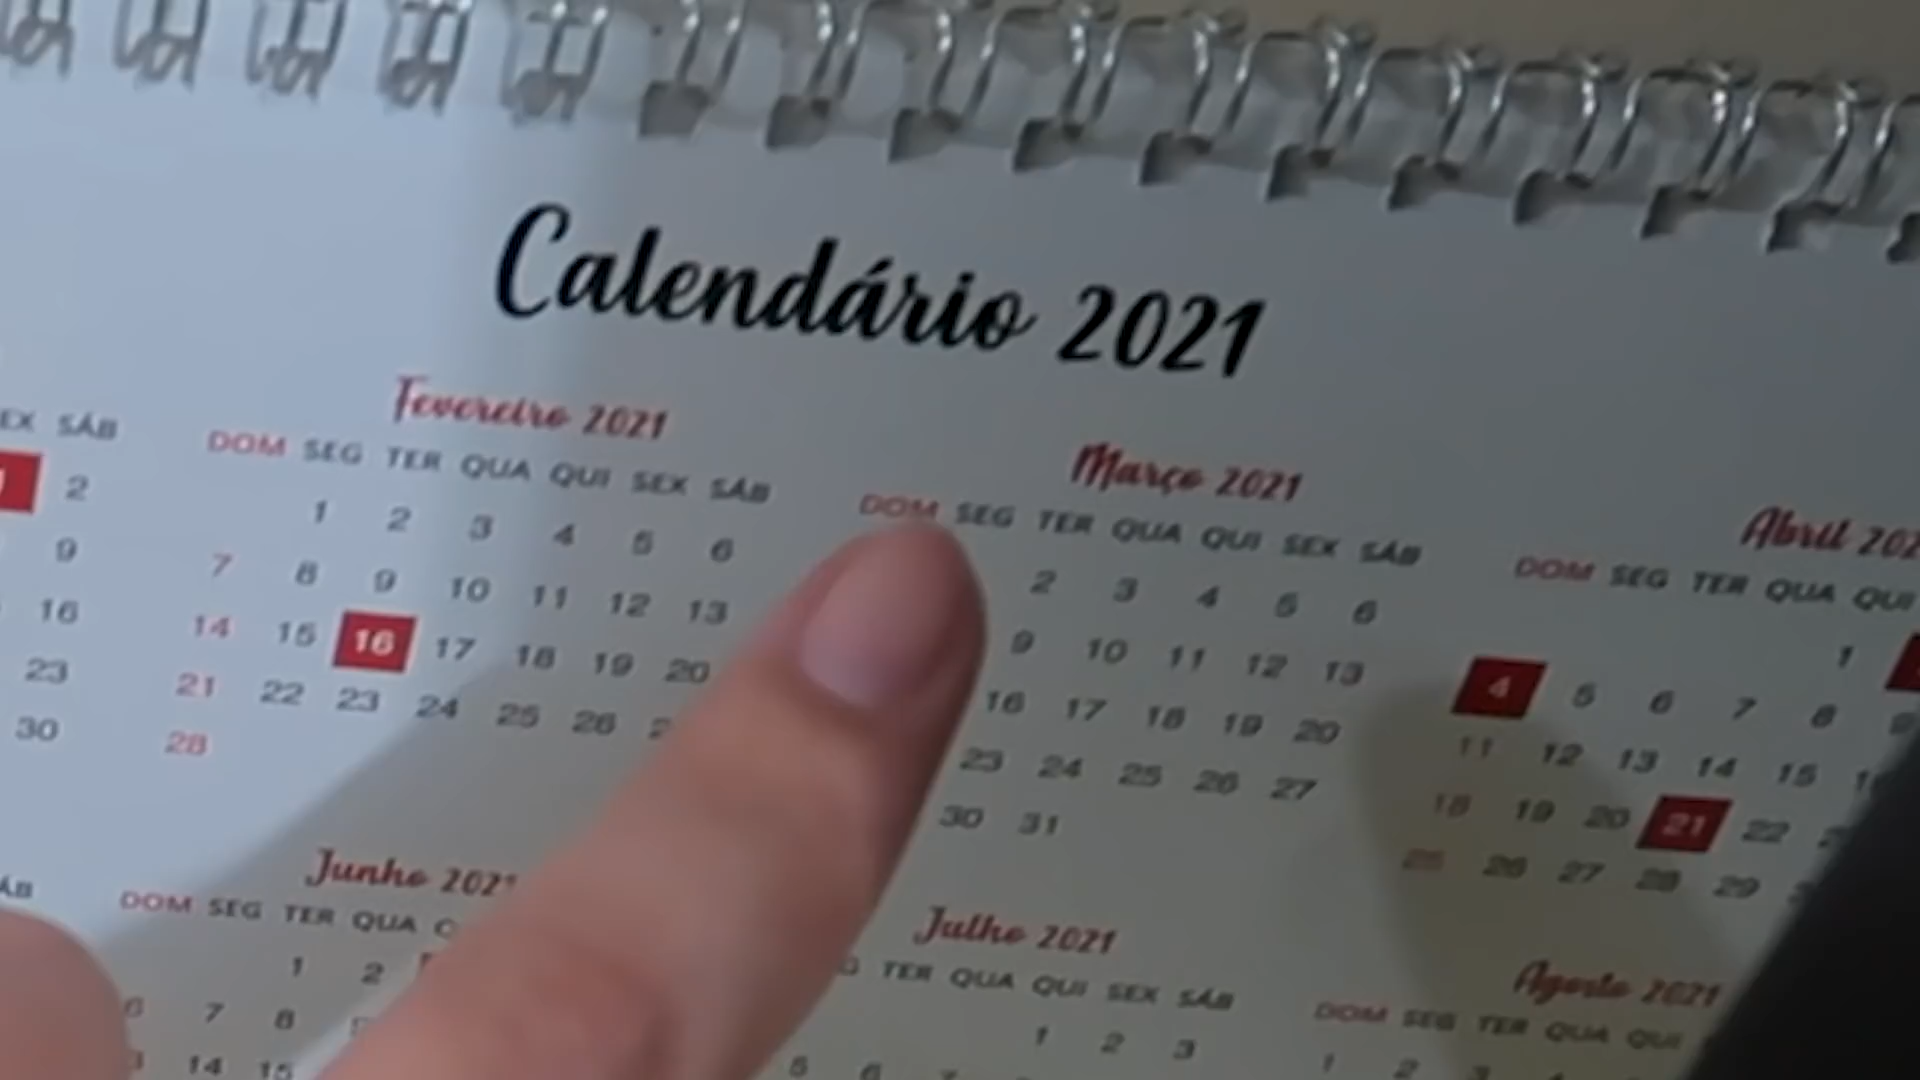 Calendário 2021
Fevereiro 2021
Março 2021
SÁB
DOM SEG TER QUA QUI SEX SÁB
DOM SEG TER QUA QUI SEX SÁB
DOM SEG TER QUA QUI
2
1 2 3 4 5 6
2 3 4 5 6
1
9
7 8 9 10 11 12 13
9 10 11 12 13
4 5 6 7 8
16
14 15 16 17 18 19 20
16 17 18 19 20
11 12 13 14 15
23
21 22 23 24 25 26
23 24 25 26 27
18 19 20 21 22
30
28
30 31
25 26 27 28 29
Junho
Julho 2021
Agosto 2021
DOM SEG TER QUA
TER QUA QUI SEX SÁB
DOM SEG TER QUA QUI
1 2
1 2 3
1 2 3
6 7 8
5 6
14 15